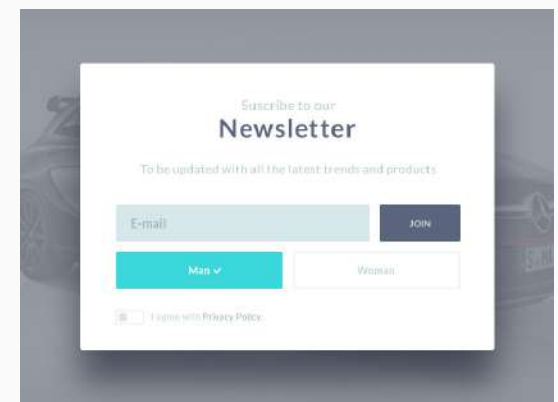 Suscribe to our
Newsletter
To be updated with all the latest trends and products
E-mail
JOIN
Man ✓
Woman
I agree with Privacy Policy